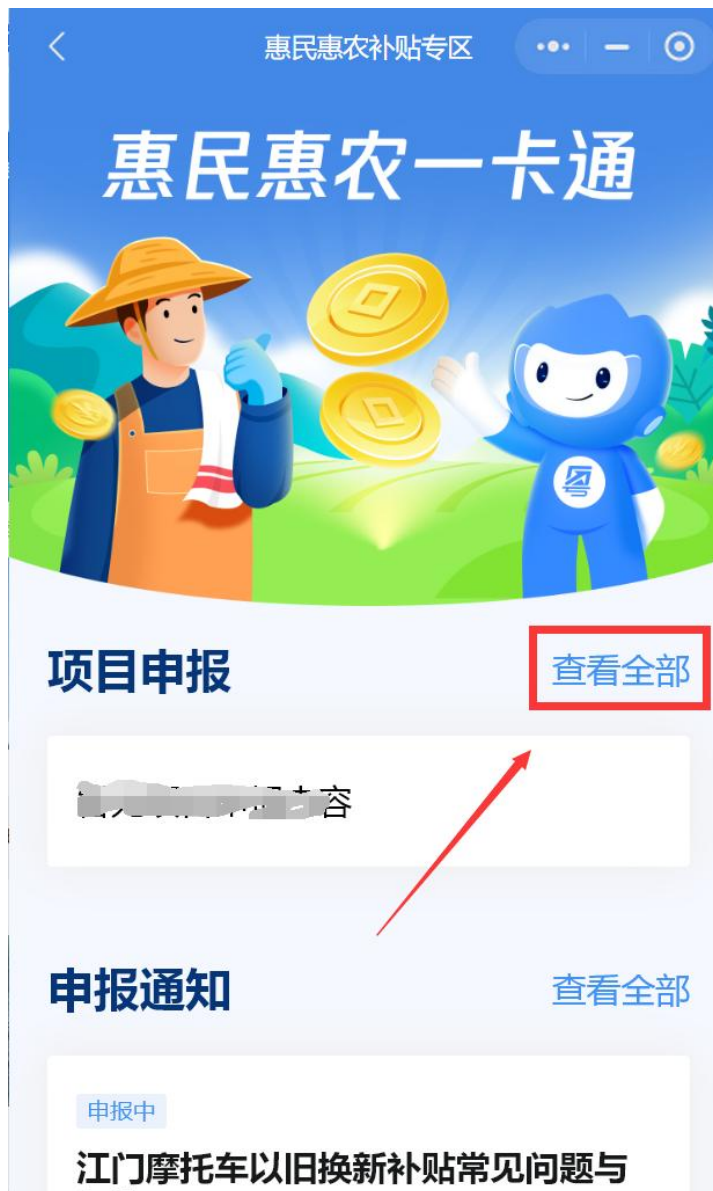 惠民惠农补贴专区
惠民惠农一卡通
粤
项目申报
查看全部
容
申报通知
查看全部
申报中
江门摩托车以旧换新补贴常见问题与